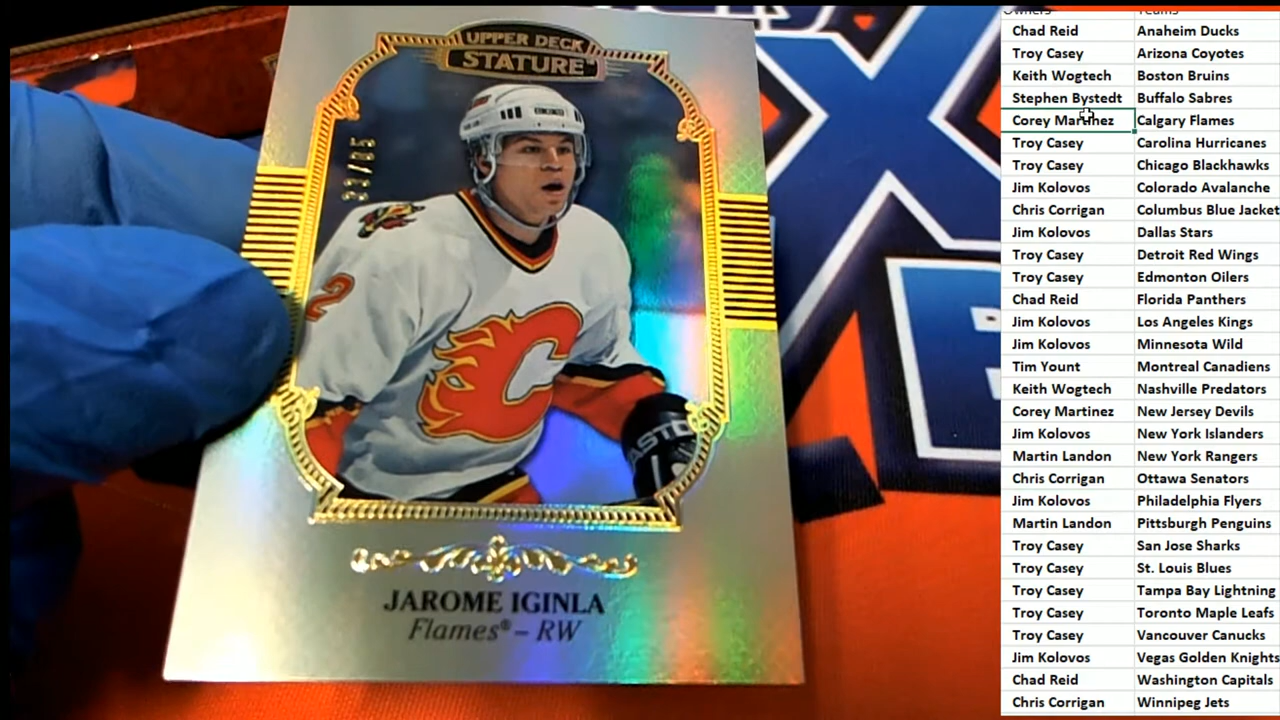 UPPER DECK
STATURE
2
C
JAROME IGINLA
Flames® – RW
Owners Teams
Chad Reid Anaheim Ducks
Troy Casey Arizona Coyotes
Keith Wogtech Boston Bruins
Stephen Bystedt Buffalo Sabres
Corey Martinez Calgary Flames
Troy Casey Carolina Hurricanes
Troy Casey Chicago Blackhawks
Jim Kolovos Colorado Avalanche
Chris Corrigan Columbus Blue Jacket
Jim Kolovos Dallas Stars
Troy Casey Detroit Red Wings
Troy Casey Edmonton Oilers
Chad Reid Florida Panthers
Jim Kolovos Los Angeles Kings
Jim Kolovos Minnesota Wild
Tim Yount Montreal Canadiens
Keith Wogtech Nashville Predators
Corey Martinez New Jersey Devils
Jim Kolovos New York Islanders
Martin Landon New York Rangers
Chris Corrigan Ottawa Senators
Jim Kolovos Philadelphia Flyers
Martin Landon Pittsburgh Penguins
Troy Casey San Jose Sharks
Troy Casey St. Louis Blues
Troy Casey Tampa Bay Lightning
Troy Casey Toronto Maple Leafs
Troy Casey Vancouver Canucks
Jim Kolovos Vegas Golden Knights
Chad Reid Washington Capitals
Chris Corrigan Winnipeg Jets